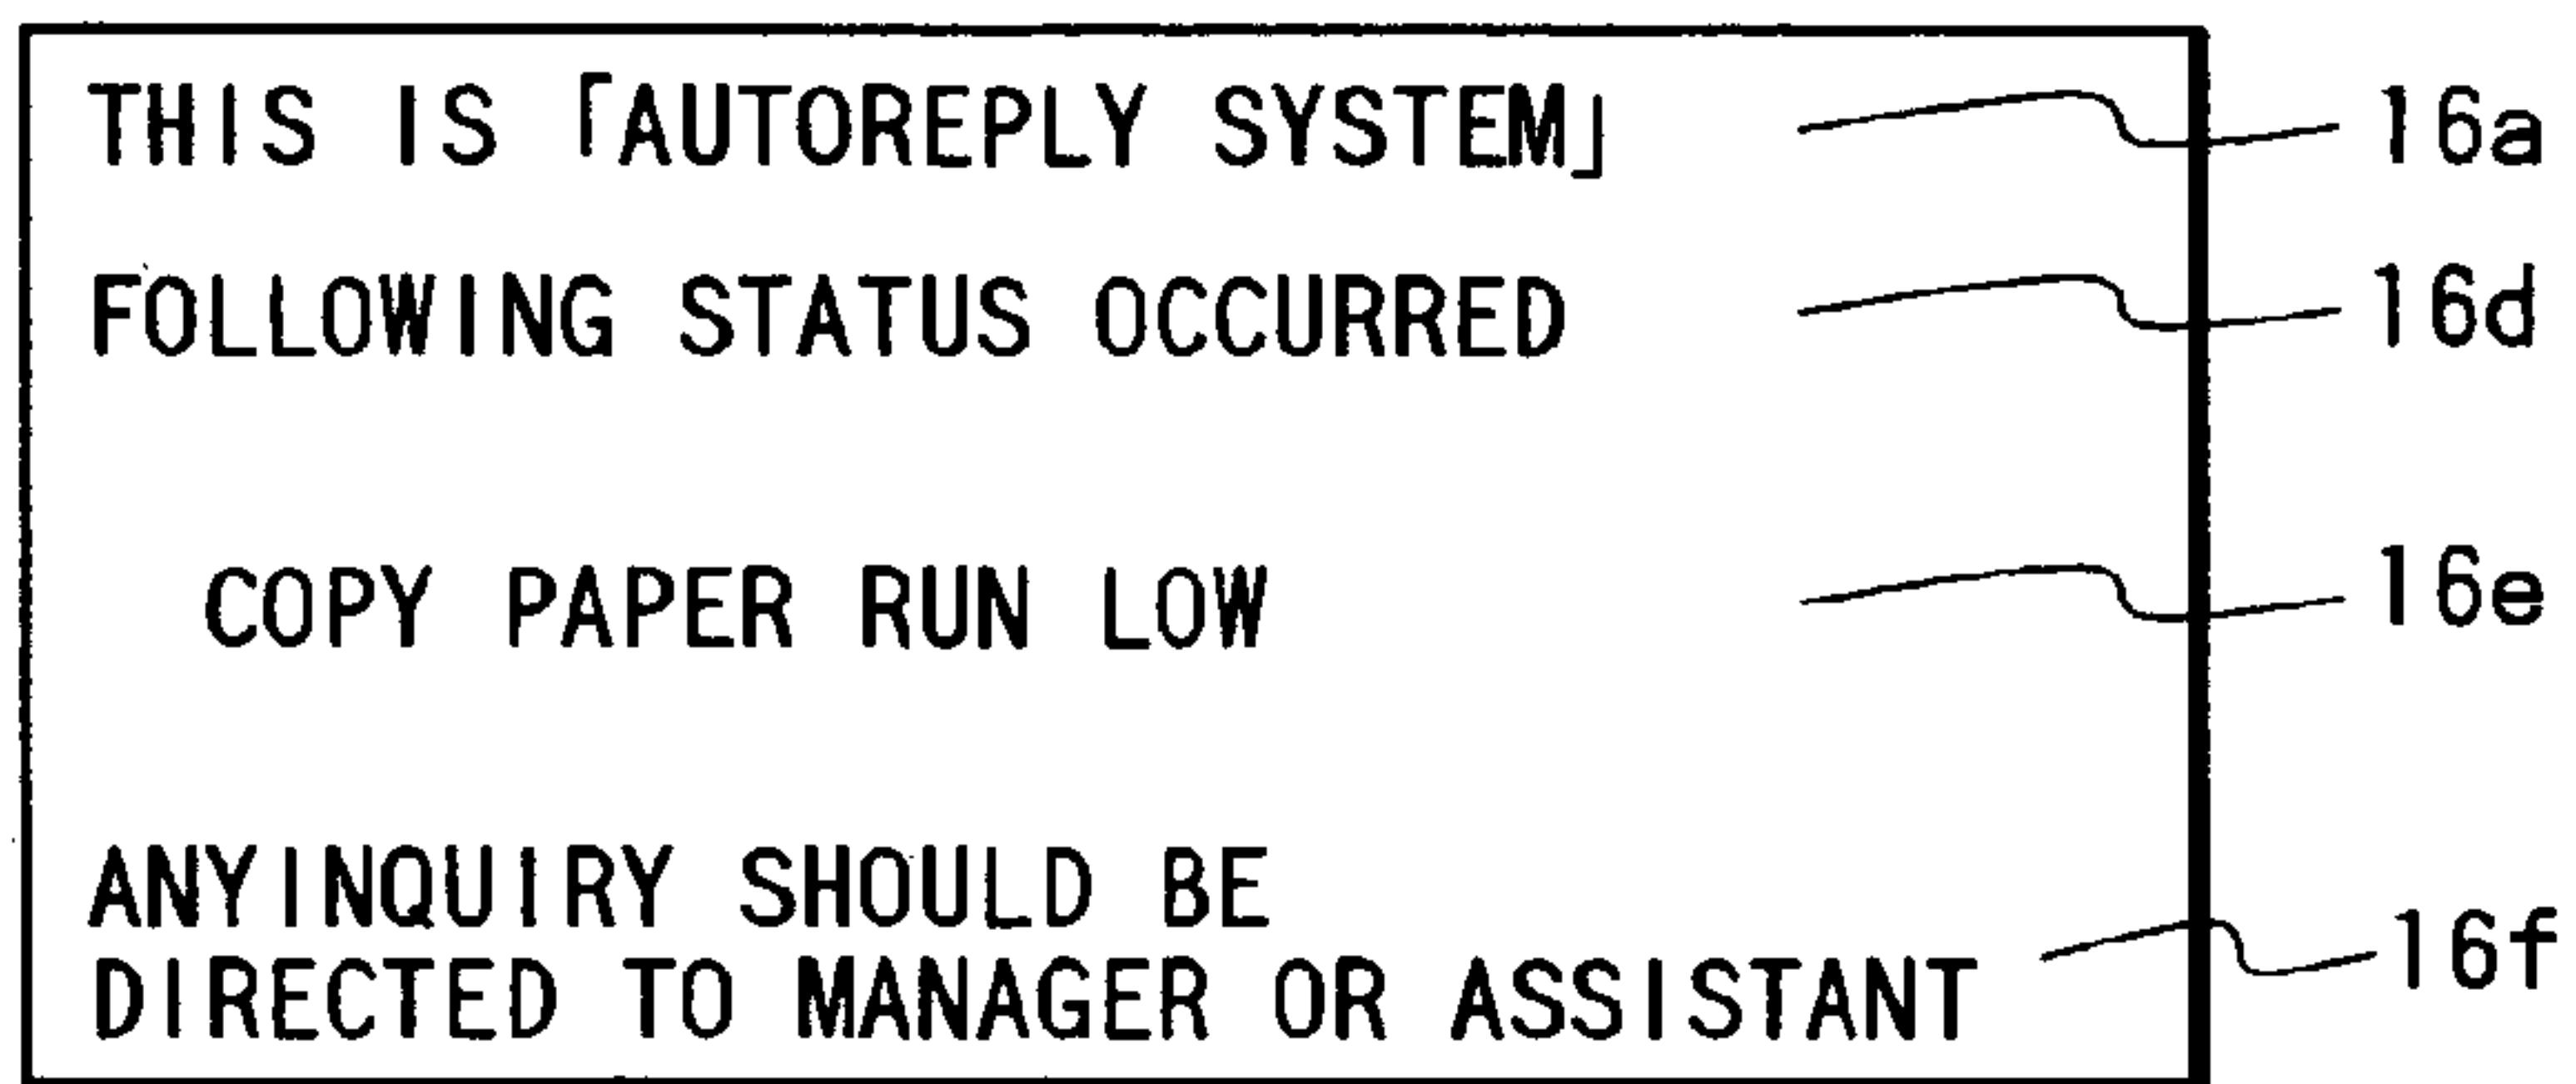 THIS IS 「AUTOREPLY SYSTEM」 16a
FOLLOWING STATUS OCCURRED 16d
COPY PAPER RUN LOW 16e
ANYINQUIRY SHOULD BE
DIRECTED TO MANAGER OR ASSISTANT 16f